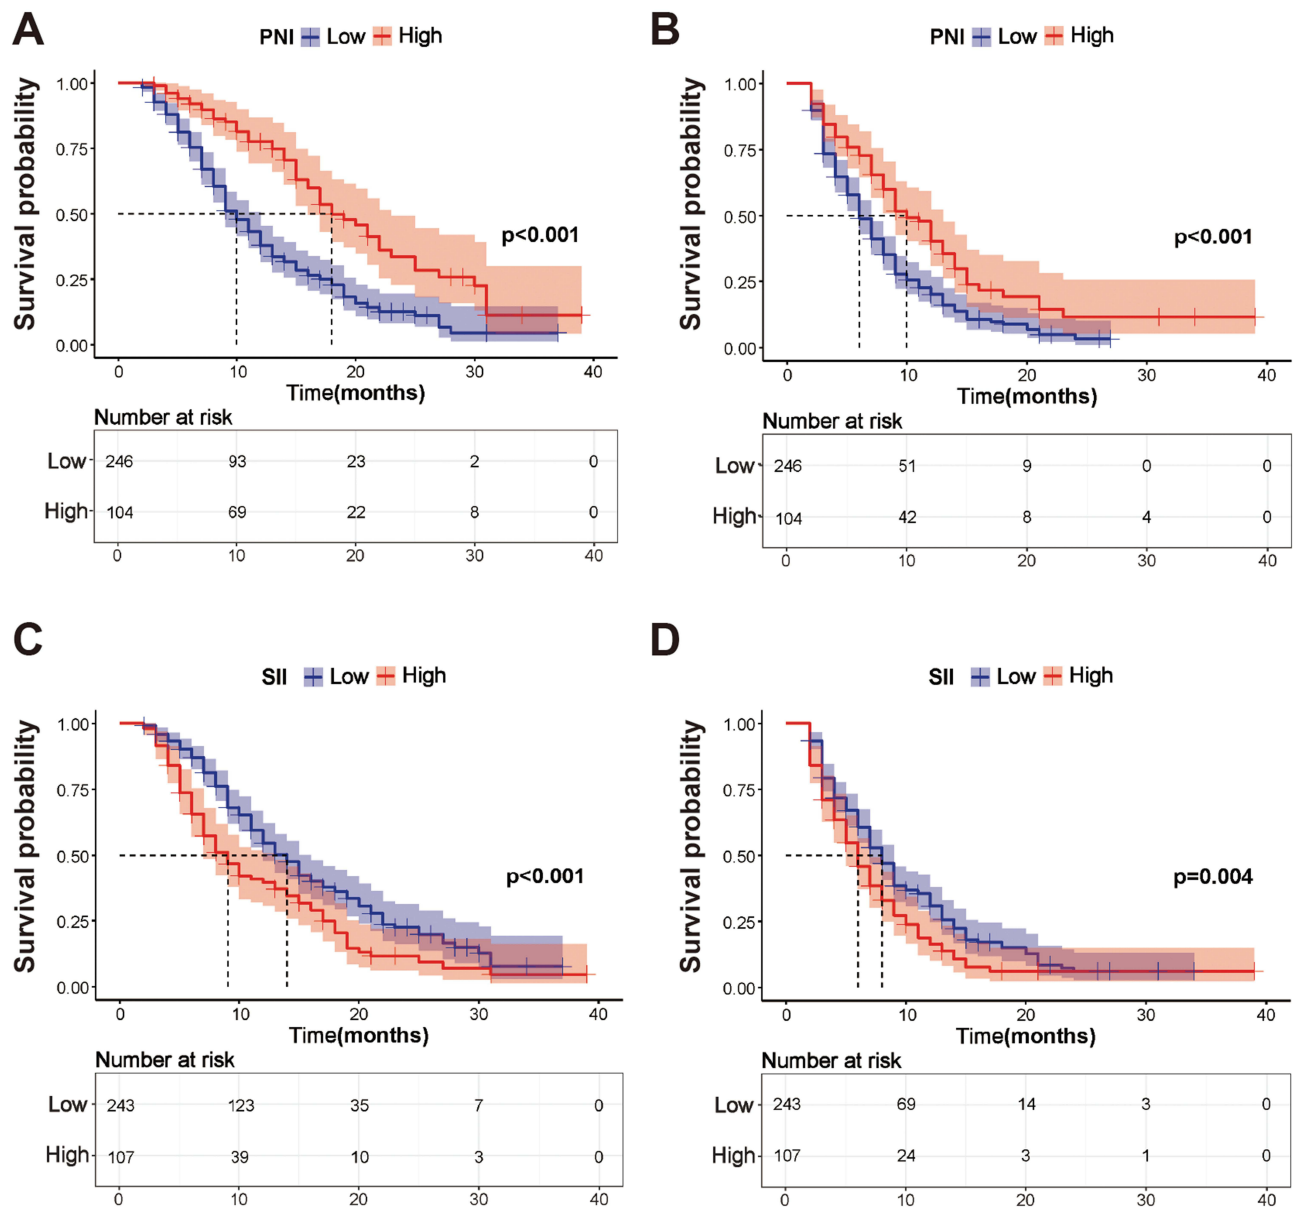 A
PNI Low High
Survival probability
1.00
0.75
0.50
0.25
0.00
p<0.001
0 10 20 30 40
Time(months)
Number at risk
Low 246 93 23 2 0
High 104 69 22 8 0
0 10 20 30 40
B
PNI Low High
Survival probability
1.00
0.75
0.50
0.25
0.00
p<0.001
0 10 20 30 40
Time(months)
Number at risk
Low 246 51 9 0 0
High 104 42 8 4 0
0 10 20 30 40
C
SII Low High
Survival probability
1.00
0.75
0.50
0.25
0.00
p<0.001
0 10 20 30 40
Time(months)
Number at risk
Low 243 123 35 7 0
High 107 39 10 3 0
0 10 20 30 40
D
SII Low High
Survival probability
1.00
0.75
0.50
0.25
0.00
p=0.004
0 10 20 30 40
Time(months)
Number at risk
Low 243 69 14 3 0
High 107 24 3 1 0
0 10 20 30 40